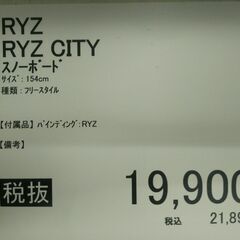 RYZ
RYZ CITY
スノーボード
サイズ: 154cm
種類: フリースタイル
【付属品】バインディング:RYZ
【備考】
税抜 19,900
税込 21,89